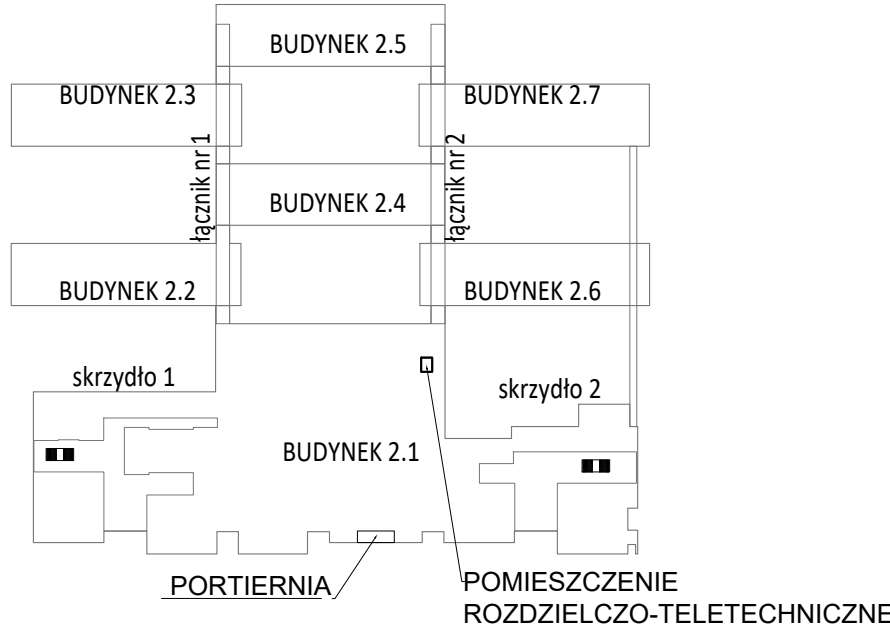 BUDYNEK 2.5
BUDYNEK 2.3
BUDYNEK 2.7
łącznik nr 1
łącznik nr 2
BUDYNEK 2.4
BUDYNEK 2.2
BUDYNEK 2.6
skrzydło 1
skrzydło 2
BUDYNEK 2.1
PORTIERNIA
POMIESZCZENIE
ROZDZIELCZO-TELETECHNICZNE